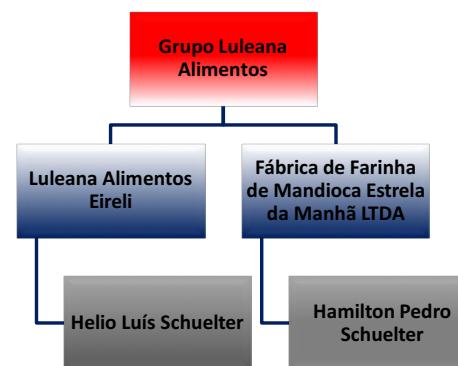 Grupo Luleana
Alimentos
Luleana Alimentos
Eireli
Fábrica de Farinha
de Mandioca Estrela
da Manhã LTDA
Helio Luís Schuelter
Hamilton Pedro
Schuelter